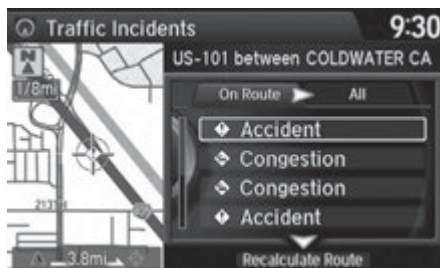 Traffic Incidents
9:30
US-101 between COLDWATER CA
N
1/8mi
On Route
All
Accident
Congestion
Congestion
Accident
3.8mi
Recalculate Route